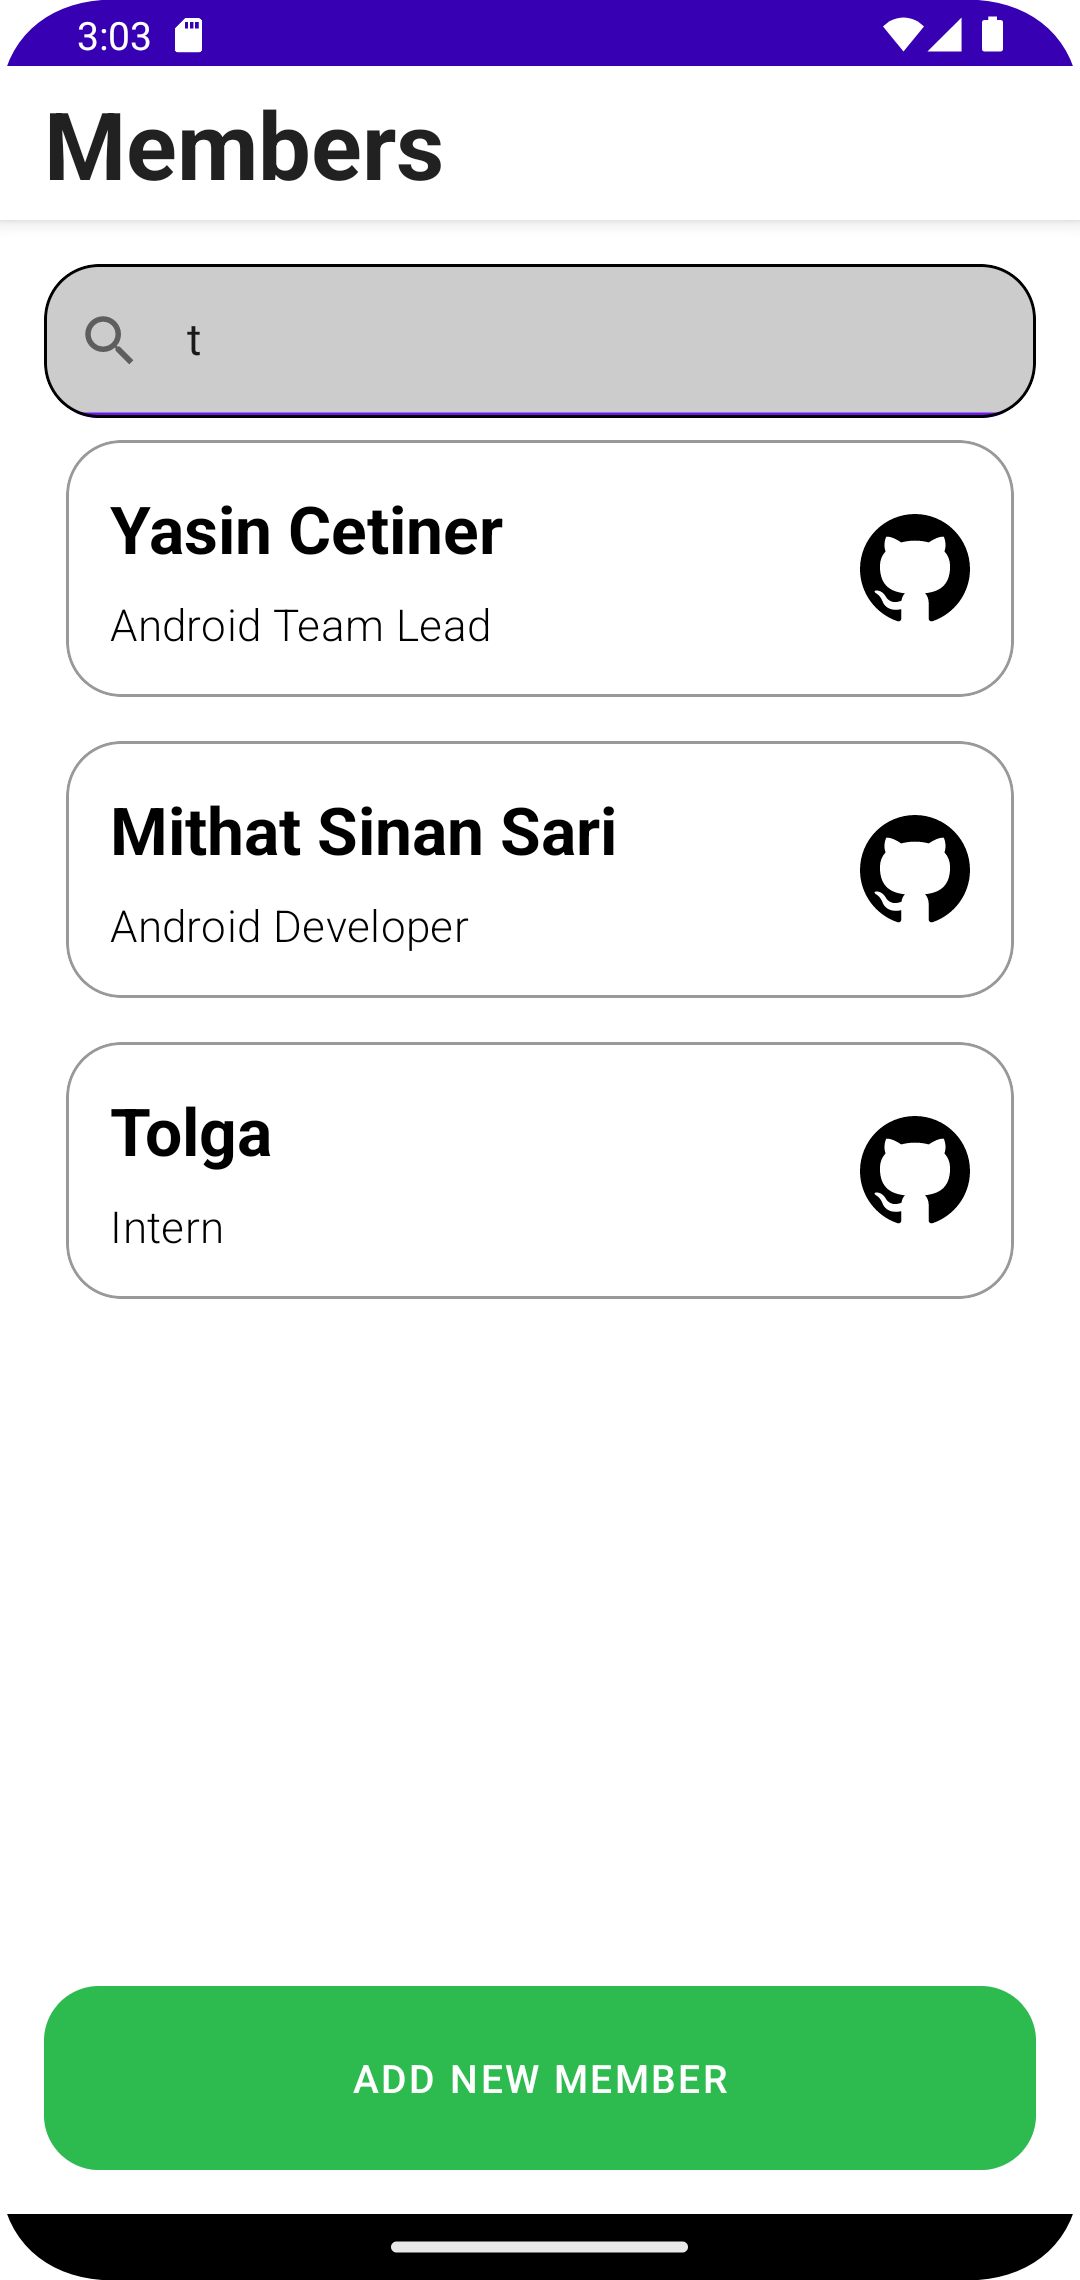 3:03
Members
t
Yasin Cetiner
Android Team Lead
Mithat Sinan Sari
Android Developer
Tolga
Intern
ADD NEW MEMBER